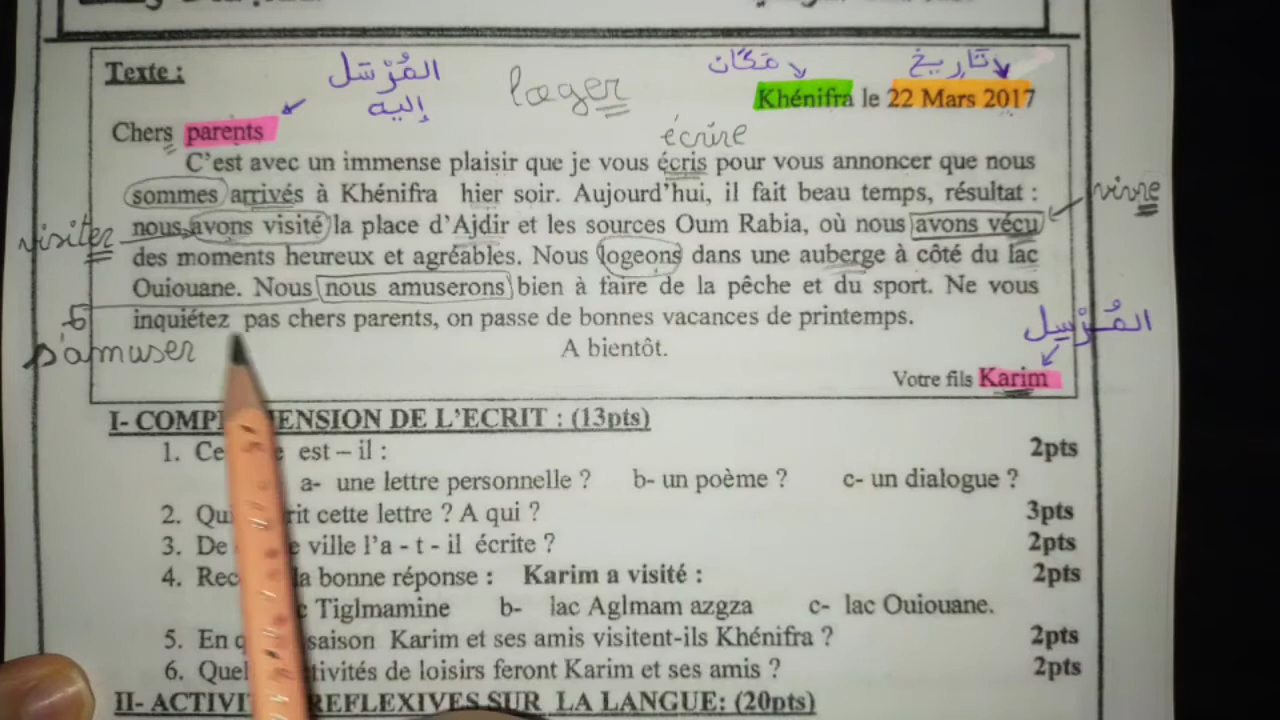 Texte :
المُرْسَل
إليه
loger
مَكَان
تَارِيخ
Khénifra le 22 Mars 2017
Chers parents
écrire
C'est avec un immense plaisir que je vous écris pour vous annoncer que nous
sommes arrivés à Khénifra hier soir. Aujourd'hui, il fait beau temps, résultat :
vivre
visiter
nous avons visité la place d'Ajdir et les sources Oum Rabia, où nous avons vécu
des moments heureux et agréables. Nous logeons dans une auberge à côté du lac
Ouiouane. Nous nous amuserons bien à faire de la pêche et du sport. Ne vous
inquiétez pas chers parents, on passe de bonnes vacances de printemps.
s'amuser
A bientôt.
المُرْسِل
Votre fils Karim
I- COMP ENSION DE L'ECRIT : (13pts)
1. Ce est – il : 2pts
a- une lettre personnelle ? b- un poème ? c- un dialogue ?
2. Qu rit cette lettre ? A qui ? 3pts
3. De e ville l'a - t - il écrite ? 2pts
4. Rec la bonne réponse : Karim a visité : 2pts
c Tiglmamine b- lac Aglmam azgza c- lac Ouiouane.
5. En q saison Karim et ses amis visitent-ils Khénifra ? 2pts
6. Quel tivités de loisirs feront Karim et ses amis ? 2pts
II- ACTIVI REFLEXIVES SUR LA LANGUE: (20pts)